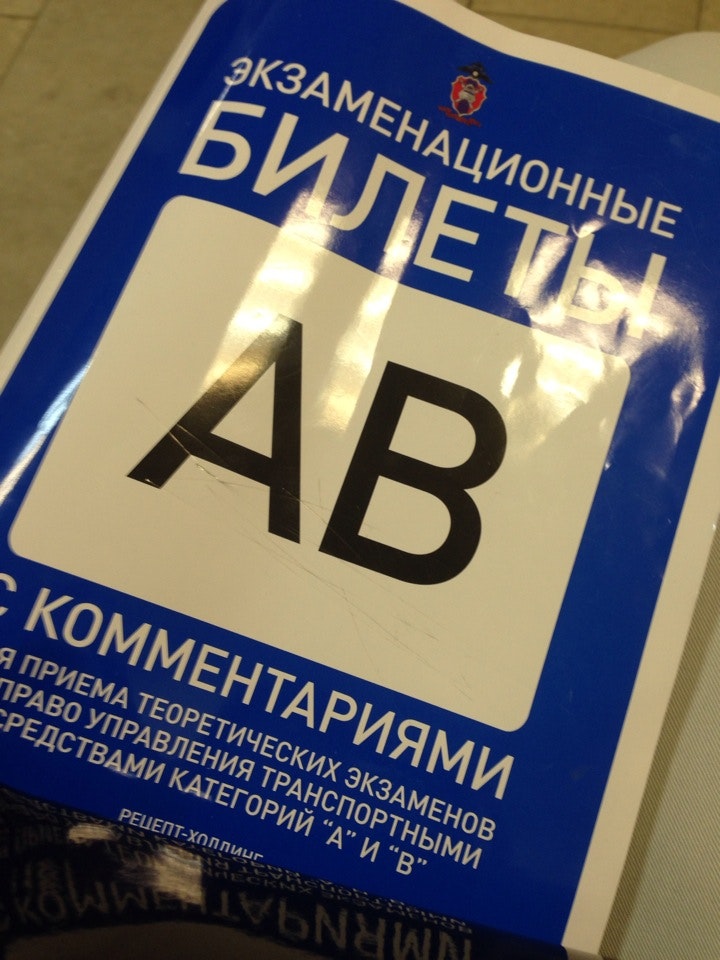 ЭКЗАМЕНАЦИОННЫЕ
БИЛЕТЫ
АВ
С КОММЕНТАРИЯМИ
Я ПРИЕМА ТЕОРЕТИЧЕСКИХ ЭКЗАМЕНОВ
ПРАВО УПРАВЛЕНИЯ ТРАНСПОРТНЫМИ
СРЕДСТВАМИ КАТЕГОРИЙ "А" И "В"
РЕЦЕПТ-ХОЛДИНГ